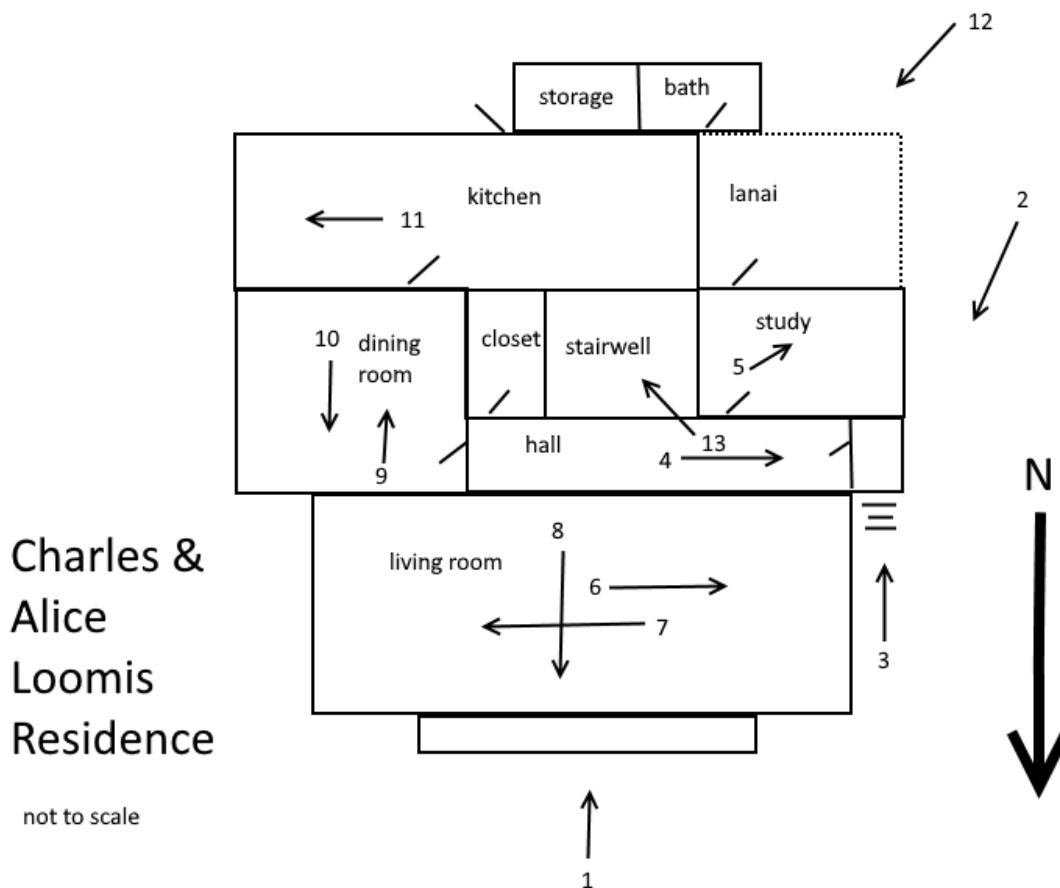 12
storage
bath
kitchen
lanai
2
11
10
dining
room
closet
stairwell
study
5
hall
13
4
9
N
8
living room
6
7
3
Charles &
Alice
Loomis
Residence
not to scale
1